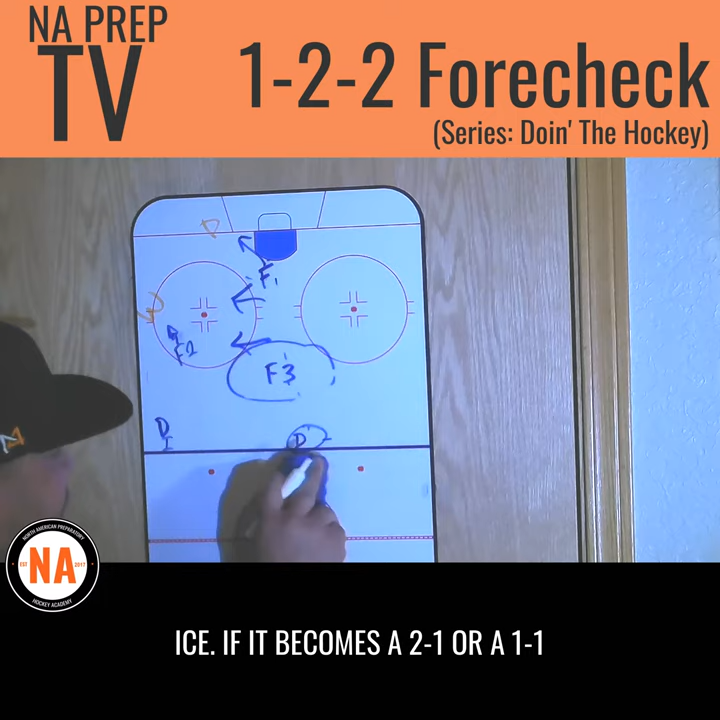 NA PREP
TV
1-2-2 Forecheck
(Series: Doin' The Hockey)
D
F1
W
F2
F3
D
D
NORTH AMERICAN PREPARATORY
EST NA 2017
HOCKEY ACADEMY
ICE. IF IT BECOMES A 2-1 OR A 1-1